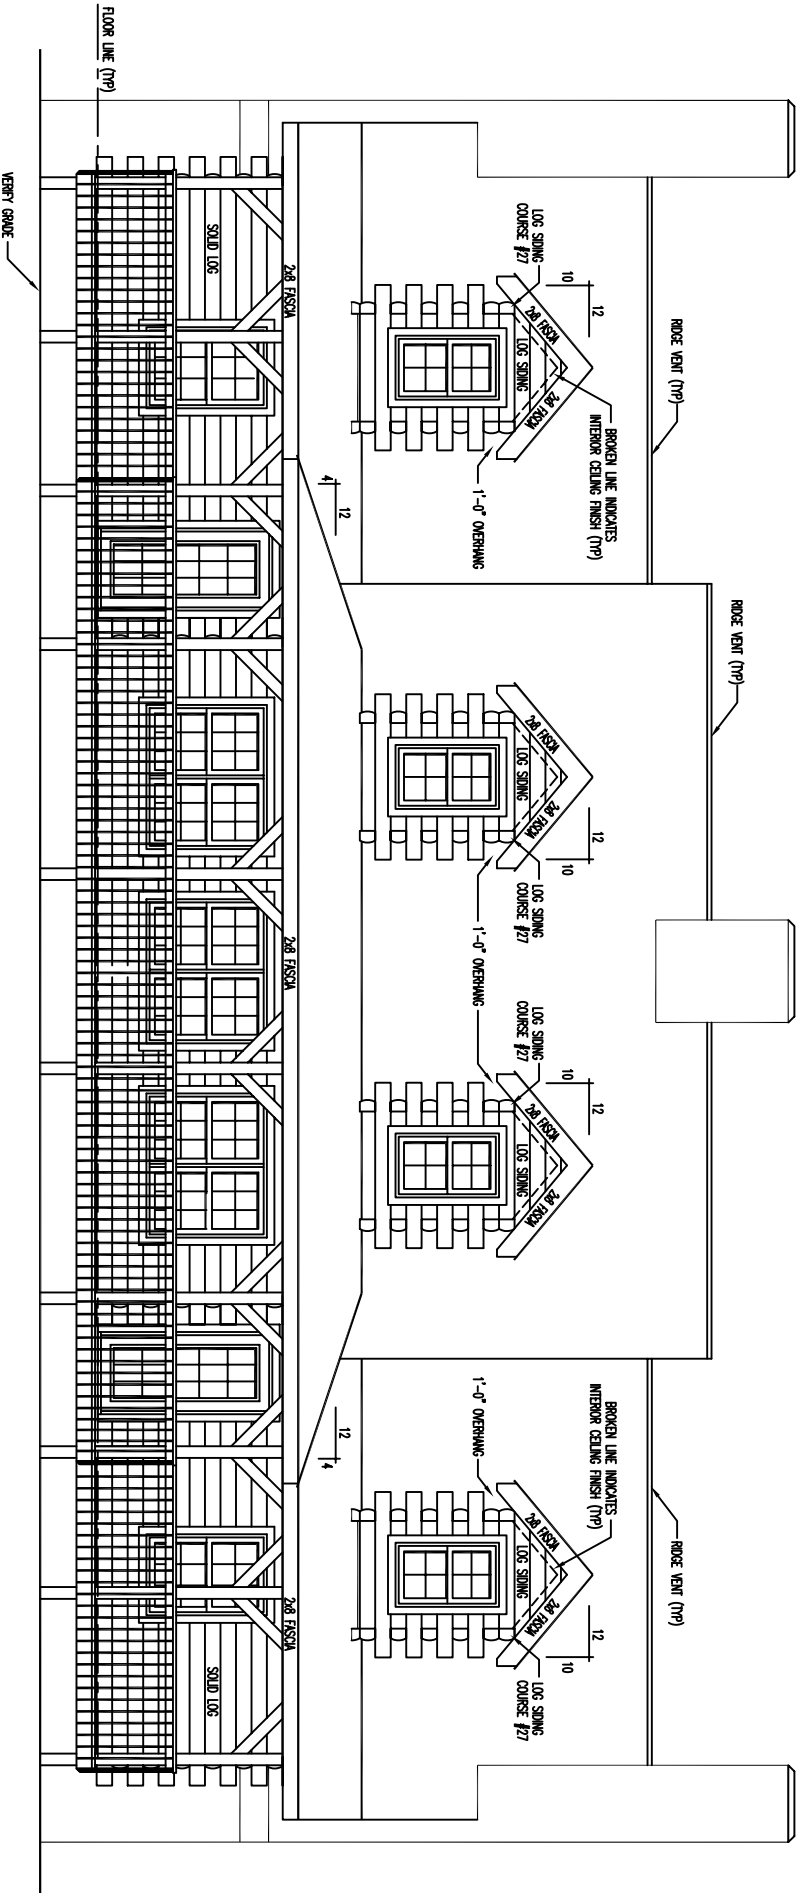 RIDGE VENT (TYP)
RIDGE VENT (TYP)
RIDGE VENT (TYP)
BROKEN LINE INDICATES
INTERIOR CEILING FINISH (TYP)
BROKEN LINE INDICATES
INTERIOR CEILING FINISH (TYP)
12
10
LOG SIDING
COURSE #27
2x8 FASCIA
2x8 FASCIA
LOG SIDING
1'-0" OVERHANG
2x8 FASCIA
2x8 FASCIA
LOG SIDING
12
10
LOG SIDING
COURSE #27
1'-0" OVERHANG
LOG SIDING
COURSE #27
10
12
2x8 FASCIA
2x8 FASCIA
LOG SIDING
1'-0" OVERHANG
2x8 FASCIA
2x8 FASCIA
LOG SIDING
12
10
LOG SIDING
COURSE #27
12
4
12
4
2x8 FASCIA
2x8 FASCIA
2x8 FASCIA
SOLID LOG
SOLID LOG
FLOOR LINE (TYP)
VERIFY GRADE